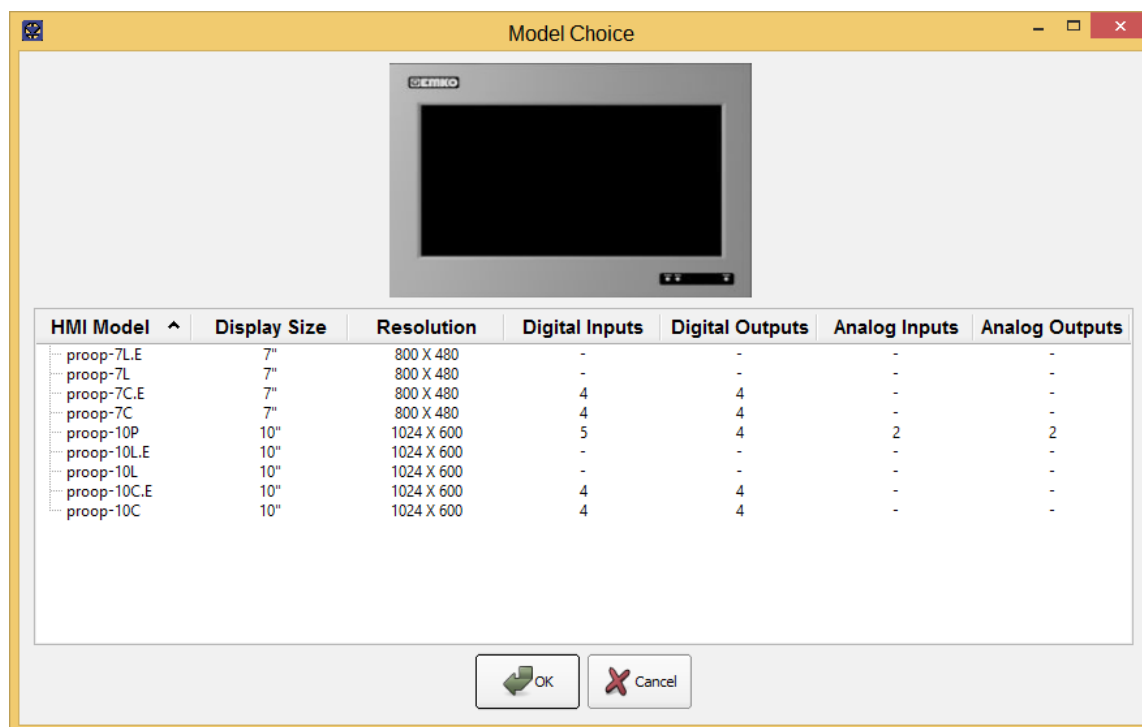 Model Choice
EMKO
HMI Model Display Size Resolution Digital Inputs Digital Outputs Analog Inputs Analog Outputs
proop-7L.E 7" 800 X 480 - - - -
proop-7L 7" 800 X 480 - - - -
proop-7C.E 7" 800 X 480 4 4 - -
proop-7C 7" 800 X 480 4 4 - -
proop-10P 10" 1024 X 600 5 4 2 2
proop-10L.E 10" 1024 X 600 - - - -
proop-10L 10" 1024 X 600 - - - -
proop-10C.E 10" 1024 X 600 4 4 - -
proop-10C 10" 1024 X 600 4 4 - -
OK Cancel